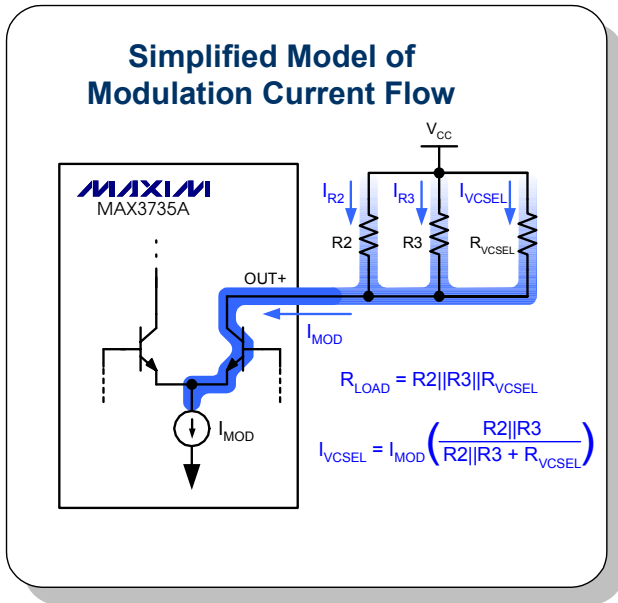 Simplified Model of
Modulation Current Flow
VCC
MAXIM
MAX3735A
IR2
IR3
IVCSEL
R2
R3
RVCSEL
OUT+
IMOD
RLOAD = R2||R3||RVCSEL
IMOD
IVCSEL = IMOD(R2||R3 / R2||R3 + RVCSEL)